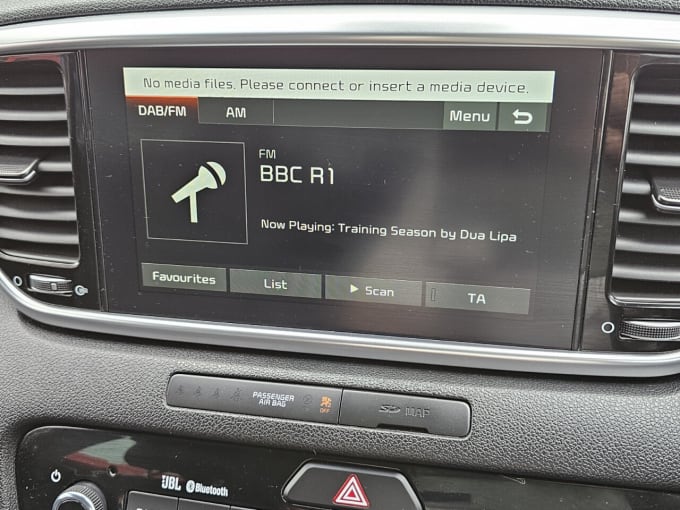 No media files. Please connect or insert a media device.
DAB/FM AM Menu
FM
BBC R1
Now Playing: Training Season by Dua Lipa
Favourites List Scan TA
PASSENGER
AIR BAG OFF
SD MAP
JBL Bluetooth